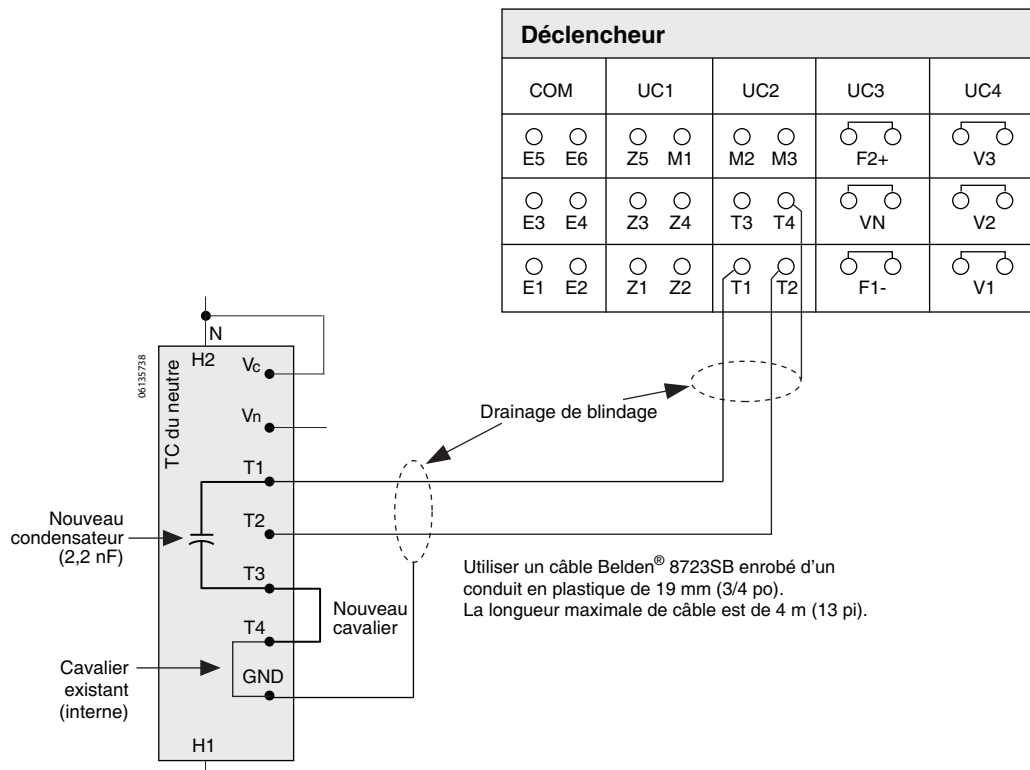 Déclencheur
COM UC1 UC2 UC3 UC4
E5 E6 Z5 M1 M2 M3 F2+ V3
E3 E4 Z3 Z4 T3 T4 VN V2
E1 E2 Z1 Z2 T1 T2 F1- V1
06135738
TC du neutre
N
H2
Vc
Vn
T1
T2
T3
T4
GND
H1
Drainage de blindage
Nouveau
condensateur
(2,2 nF)
Nouveau
cavalier
Cavalier
existant
(interne)
Utiliser un câble Belden® 8723SB enrobé d'un
conduit en plastique de 19 mm (3/4 po).
La longueur maximale de câble est de 4 m (13 pi).